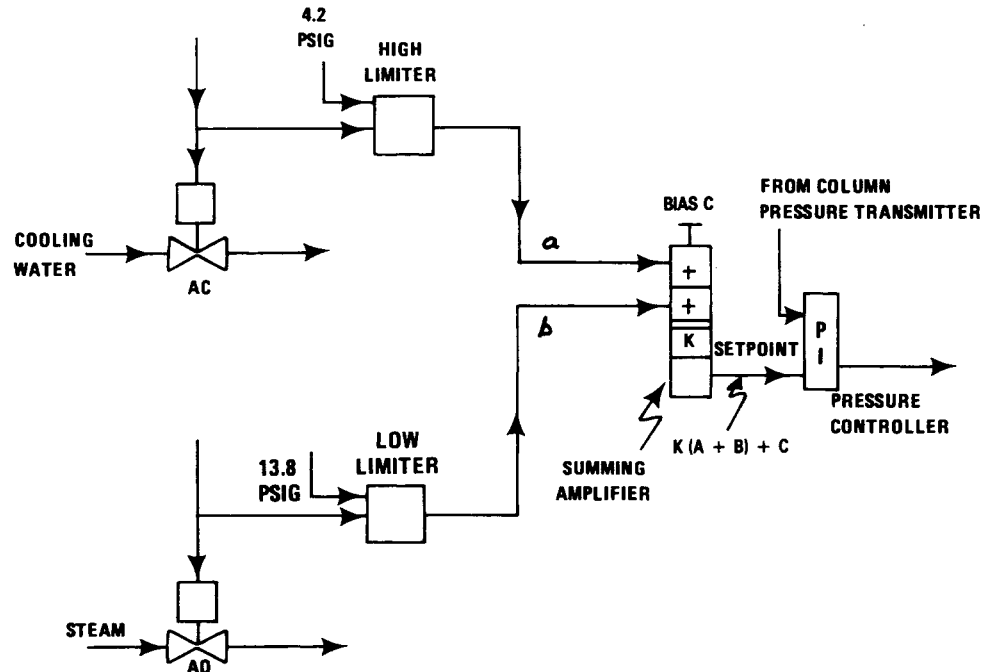 4.2
PSIG
HIGH
LIMITER
COOLING
WATER
AC
a
BIAS C
FROM COLUMN
PRESSURE TRANSMITTER
+
+
K
SETPOINT
P
I
PRESSURE
CONTROLLER
b
K (A + B) + C
SUMMING
AMPLIFIER
13.8
PSIG
LOW
LIMITER
STEAM
AO